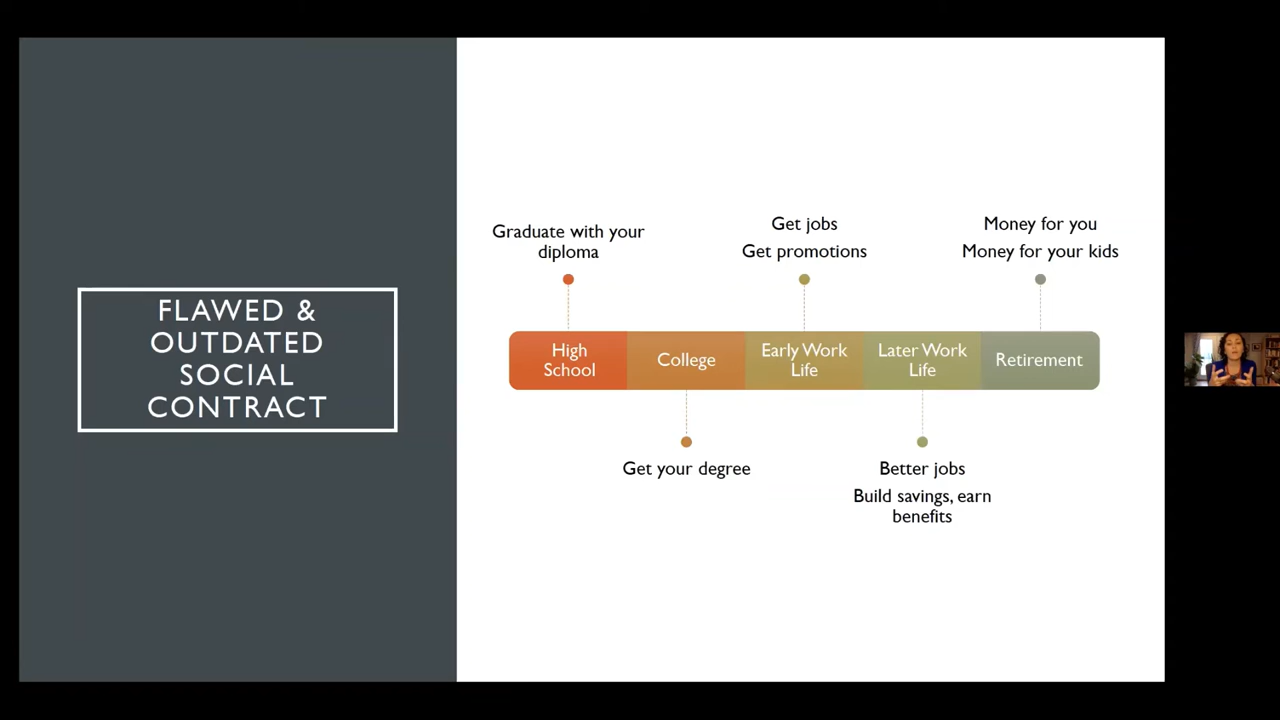 FLAWED &
OUTDATED
SOCIAL
CONTRACT
Graduate with your
diploma
Get jobs
Get promotions
Money for you
Money for your kids
High
School
College
Early Work
Life
Later Work
Life
Retirement
Get your degree
Better jobs
Build savings, earn
benefits